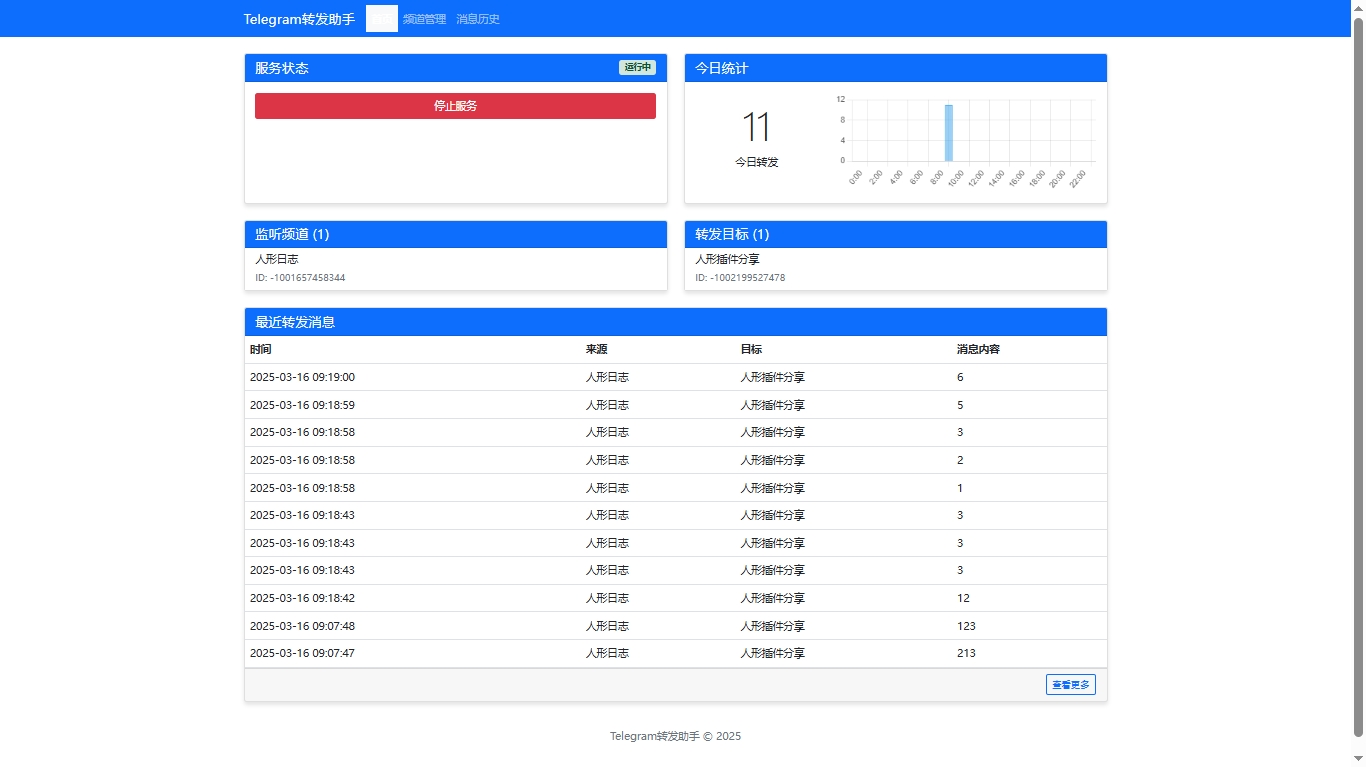 Telegram转发助手 频道管理 消息历史
服务状态 运行中
停止服务
今日统计
11
今日转发
12
8
4
0
0:00 2:00 4:00 6:00 8:00 10:00 12:00 14:00 16:00 18:00 20:00 22:00
监听频道 (1)
人形日志
ID: -1001657458344
转发目标 (1)
人形插件分享
ID: -1002199527478
最近转发消息
时间 来源 目标 消息内容
2025-03-16 09:19:00 人形日志 人形插件分享 6
2025-03-16 09:18:59 人形日志 人形插件分享 5
2025-03-16 09:18:58 人形日志 人形插件分享 3
2025-03-16 09:18:58 人形日志 人形插件分享 2
2025-03-16 09:18:58 人形日志 人形插件分享 1
2025-03-16 09:18:43 人形日志 人形插件分享 3
2025-03-16 09:18:43 人形日志 人形插件分享 3
2025-03-16 09:18:43 人形日志 人形插件分享 3
2025-03-16 09:18:42 人形日志 人形插件分享 12
2025-03-16 09:07:48 人形日志 人形插件分享 123
2025-03-16 09:07:47 人形日志 人形插件分享 213
查看更多
Telegram转发助手 © 2025